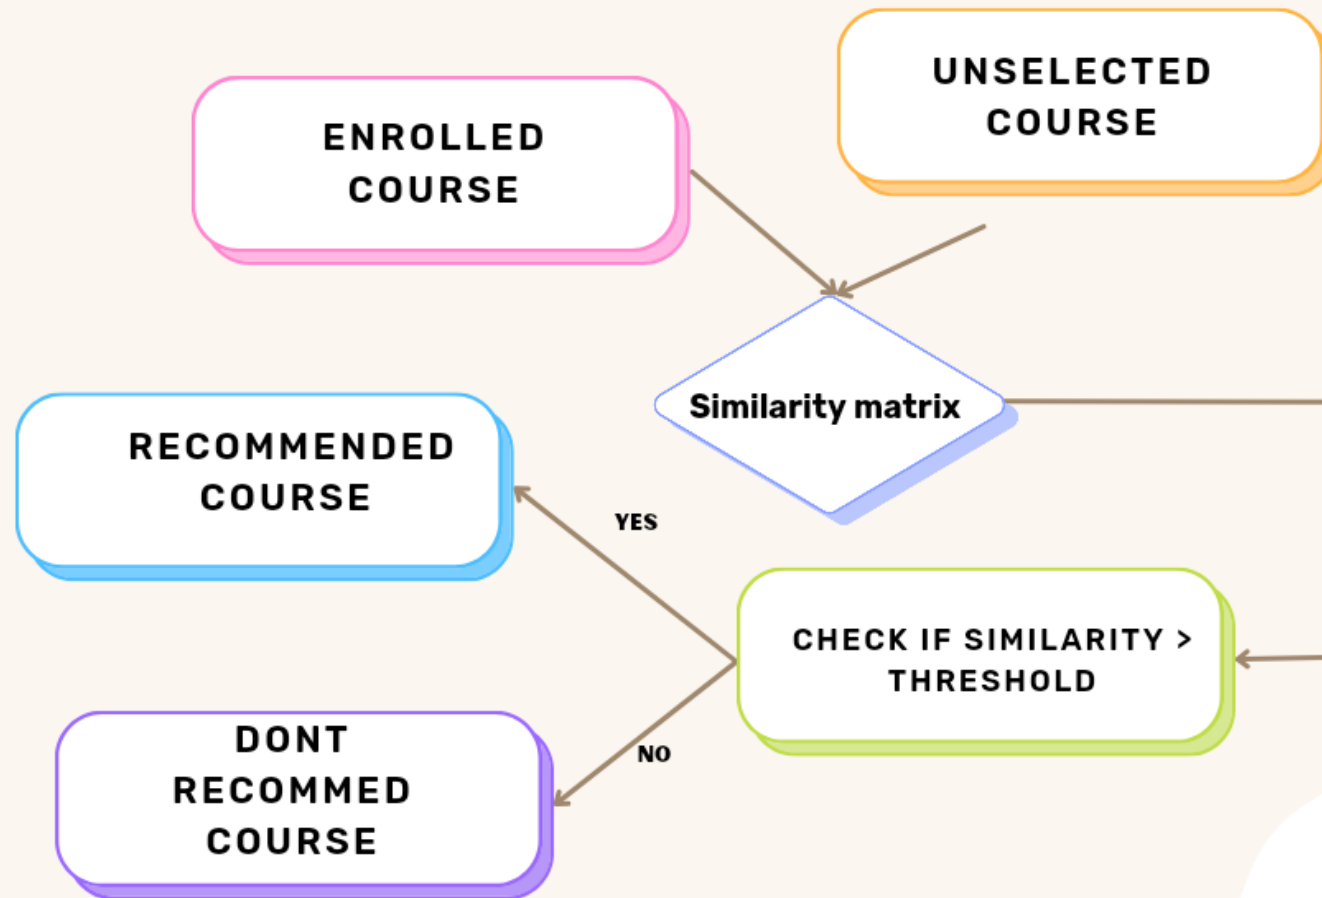 UNSELECTED
COURSE
ENROLLED
COURSE
Similarity matrix
RECOMMENDED
COURSE
YES
CHECK IF SIMILARITY >
THRESHOLD
NO
DONT
RECOMMED
COURSE